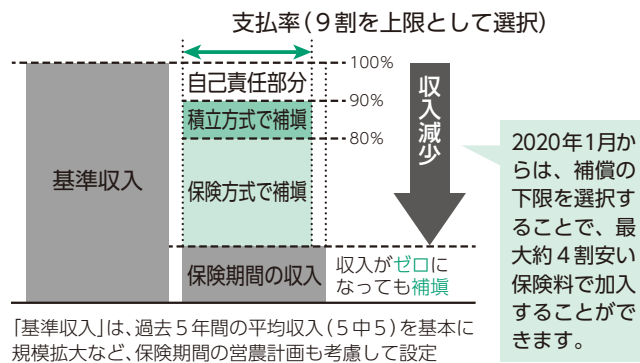 支払率(９割を上限として選択)
100%
自己責任部分
90%
積立方式で補塡
80%
基準収入
保険方式で補塡
収入減少
保険期間の収入
収入がゼロに
なっても補塡
2020年1月か
らは、補償の
下限を選択す
ることで、最
大約４割安い
保険料で加入
することがで
きます。
「基準収入」は、過去５年間の平均収入(５中５)を基本に
規模拡大など、保険期間の営農計画も考慮して設定